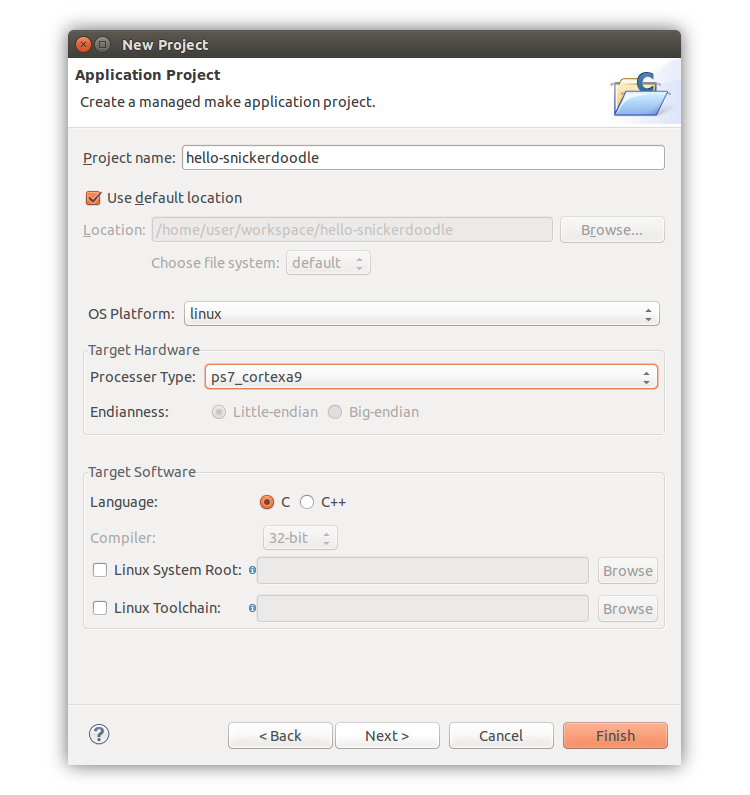 New Project
Application Project
Create a managed make application project.
C
Project name: hello-snickerdoodle
Use default location
Location: /home/user/workspace/hello-snickerdoodle Browse...
Choose file system: default
OS Platform: linux
Target Hardware
Processer Type: ps7_cortexa9
Endianness: Little-endian Big-endian
Target Software
Language: C C++
Compiler: 32-bit
Linux System Root: Browse
Linux Toolchain: Browse
? < Back Next > Cancel Finish